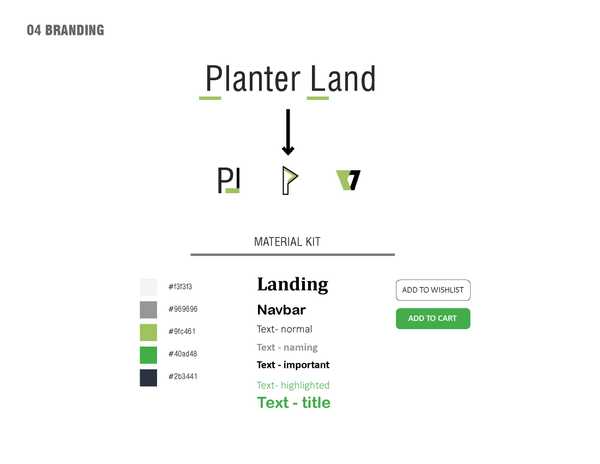 04 BRANDING
Planter Land
Pl
MATERIAL KIT
#f3f3f3
#969696
#9fc461
#40ad48
#2b3441
Landing
Navbar
Text- normal
Text - naming
Text - important
Text- highlighted
Text - title
ADD TO WISHLIST
ADD TO CART